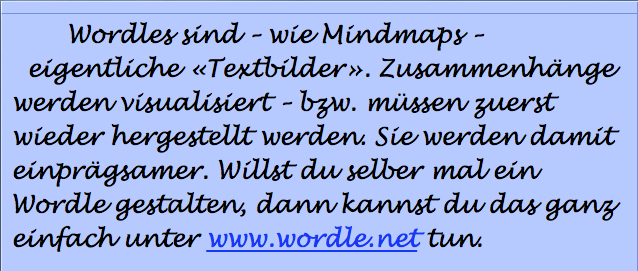 Wordles sind – wie Mindmaps –
eigentliche «Textbilder». Zusammenhänge
werden visualisiert – bzw. müssen zuerst
wieder hergestellt werden. Sie werden damit
einprägsamer. Willst du selber mal ein
Wordle gestalten, dann kannst du das ganz
einfach unter www.wordle.net tun.